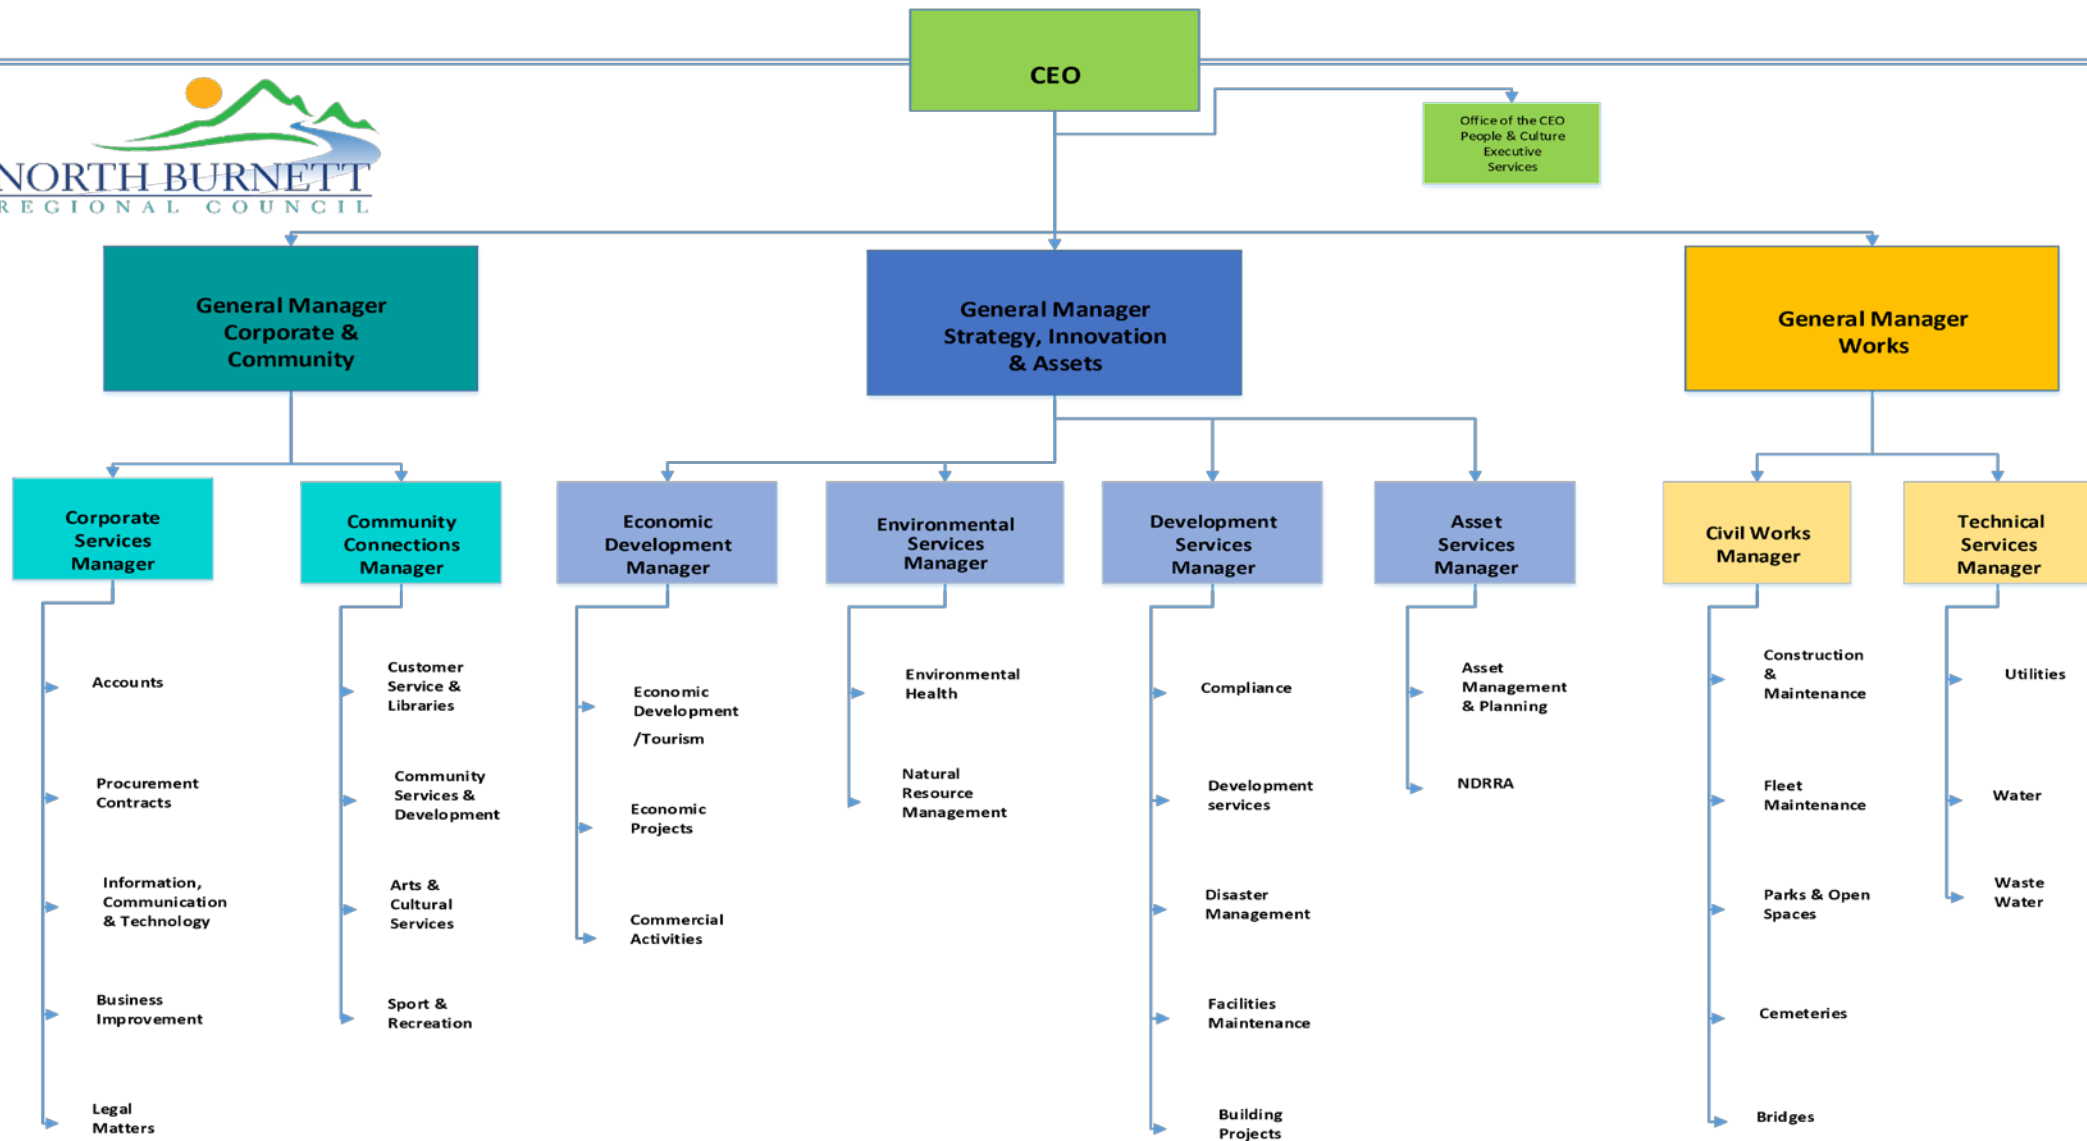 CEO
Office of the CEO
People & Culture
Executive
Services
NORTH BURNETT
REGIONAL COUNCIL
General Manager
Corporate &
Community
General Manager
Strategy, Innovation
& Assets
General Manager
Works
Corporate
Services
Manager
Community
Connections
Manager
Economic
Development
Manager
Environmental
Services
Manager
Development
Services
Manager
Asset
Services
Manager
Civil Works
Manager
Technical
Services
Manager
Accounts
Procurement
Contracts
Information,
Communication
& Technology
Business
Improvement
Legal
Matters
Customer
Service &
Libraries
Community
Services &
Development
Arts &
Cultural
Services
Sport &
Recreation
Economic
Development
/Tourism
Economic
Projects
Commercial
Activities
Environmental
Health
Natural
Resource
Management
Compliance
Development
services
Disaster
Management
Facilities
Maintenance
Building
Projects
Asset
Management
& Planning
NDRRA
Construction
&
Maintenance
Fleet
Maintenance
Parks & Open
Spaces
Cemeteries
Bridges
Utilities
Water
Waste
Water